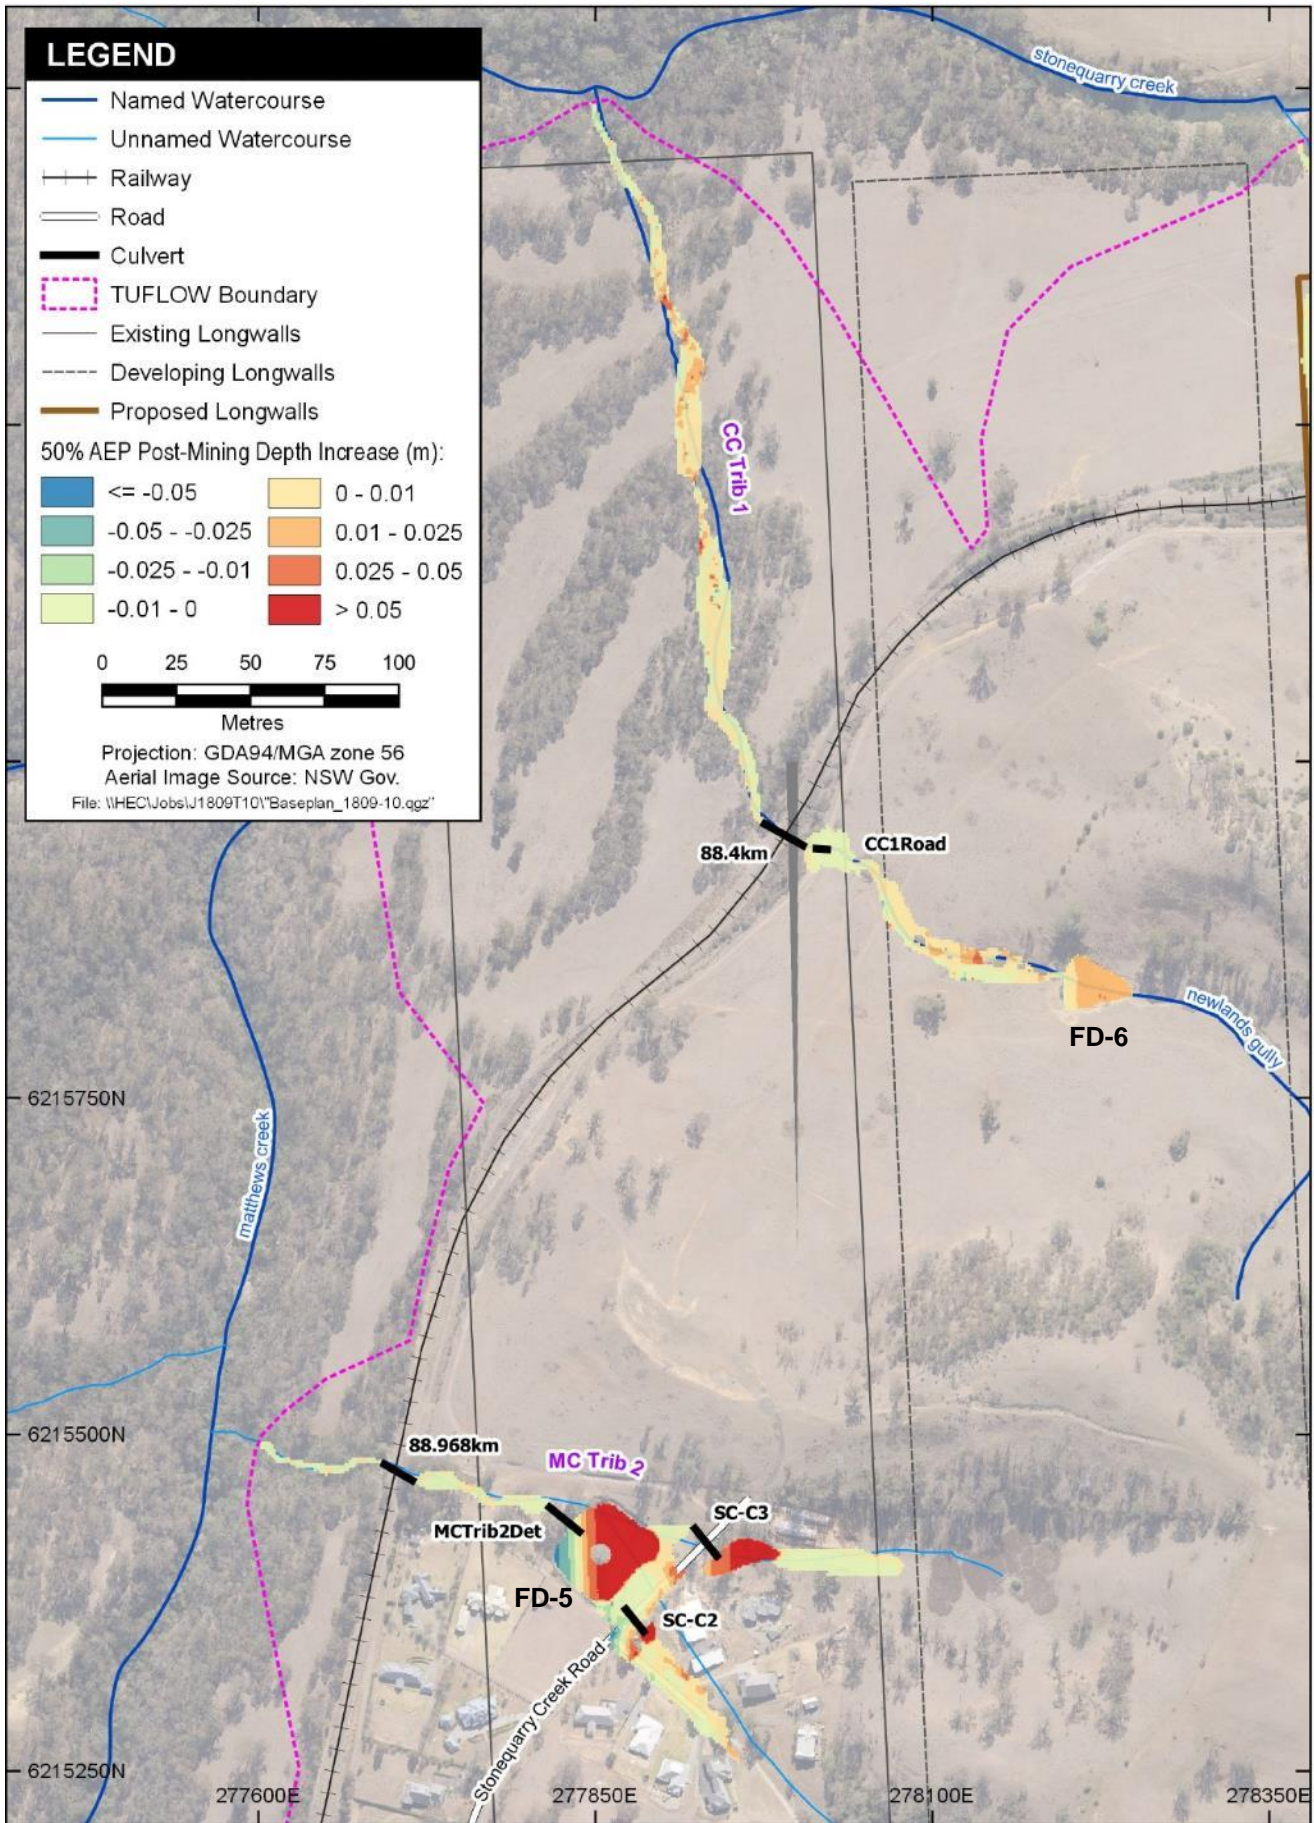 LEGEND
Named Watercourse
Unnamed Watercourse
Railway
Road
Culvert
TUFLOW Boundary
Existing Longwalls
Developing Longwalls
Proposed Longwalls
50% AEP Post-Mining Depth Increase (m):
<= -0.05
0 - 0.01
-0.05 - -0.025
0.01 - 0.025
-0.025 - -0.01
0.025 - 0.05
-0.01 - 0
> 0.05
0 25 50 75 100
Metres
Projection: GDA94/MGA zone 56
Aerial Image Source: NSW Gov.
File: \\HEC\Jobs\J1809T10\"Baseplan_1809-10.qgz"
stonequarry creek
CC Trib 1
88.4km
CC1Road
newlands gully
FD-6
6215750N
matthews creek
6215500N
88.968km
MC Trib 2
SC-C3
MCTrib2Det
FD-5
SC-C2
Stonequarry Creek Road
6215250N
277600E
277850E
278100E
278350E